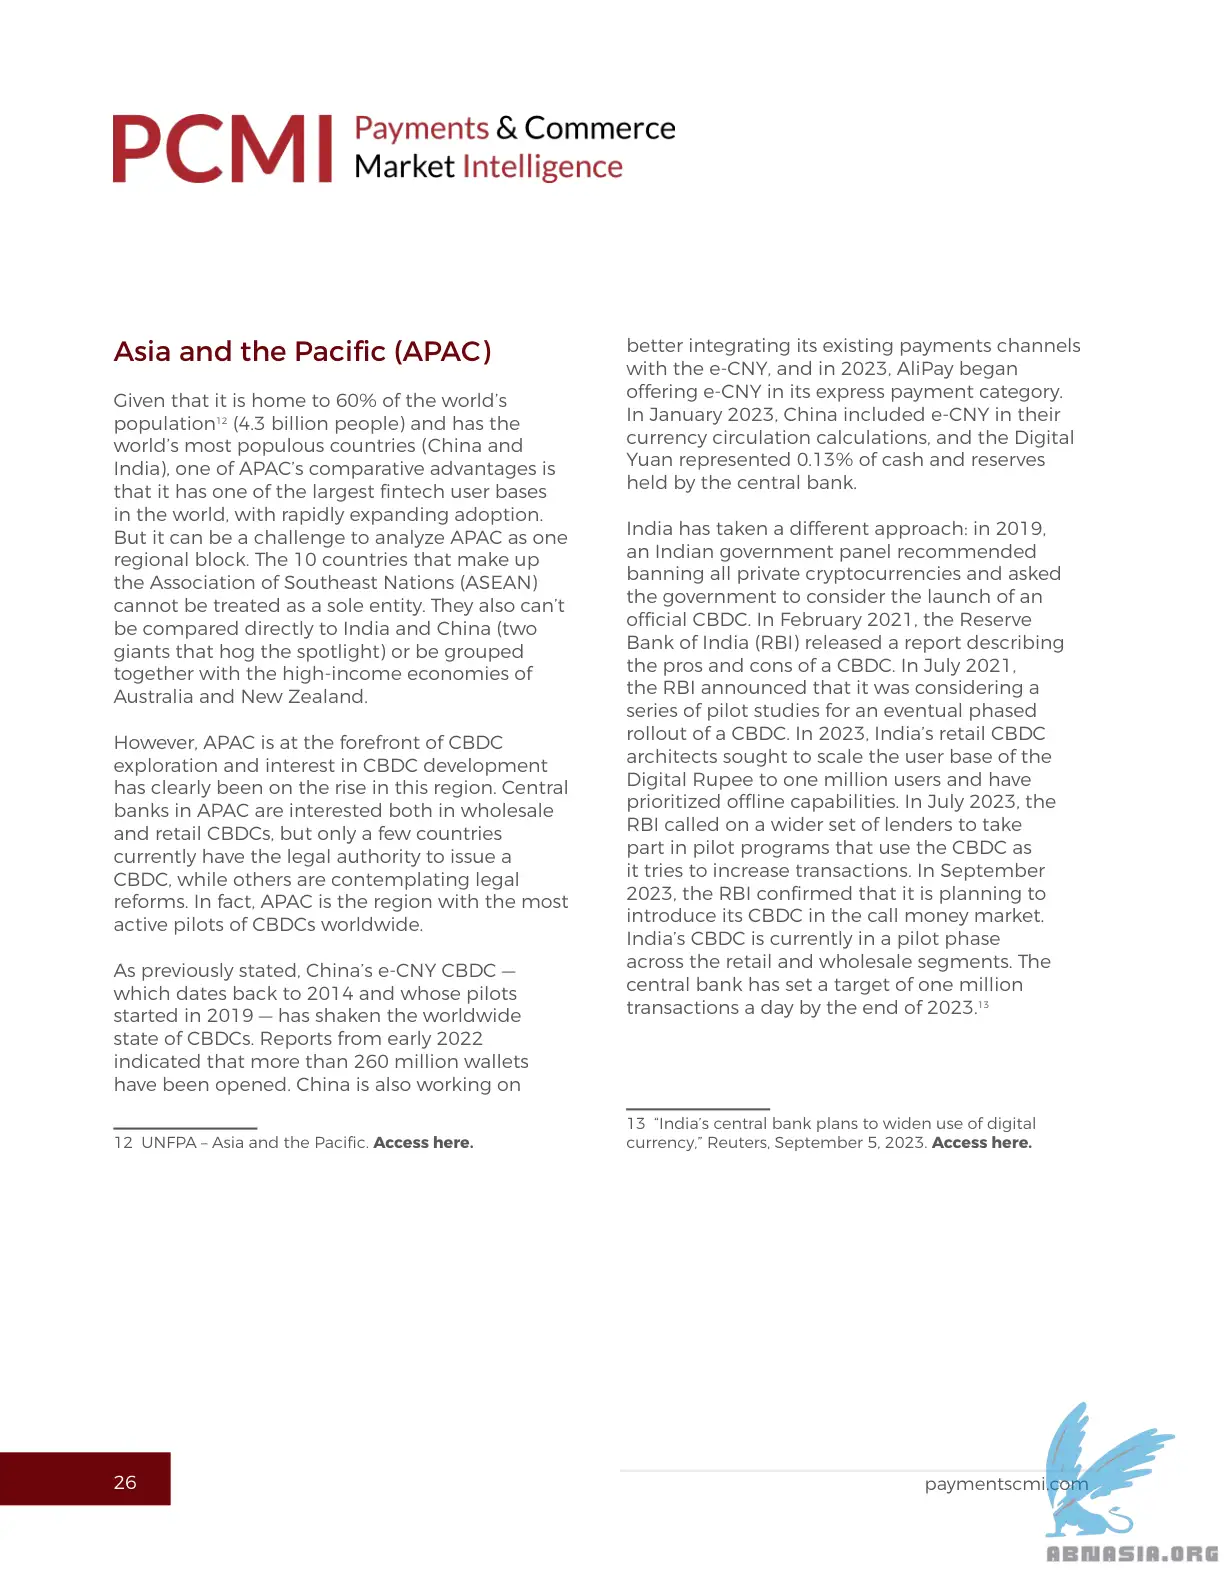 PCMI
Payments & Commerce
Market Intelligence
Asia and the Pacific (APAC)
Given that it is home to 60% of the world's
population12 (4.3 billion people) and has the
world's most populous countries (China and
India), one of APAC's comparative advantages is
that it has one of the largest fintech user bases
in the world, with rapidly expanding adoption.
But it can be a challenge to analyze APAC as one
regional block. The 10 countries that make up
the Association of Southeast Nations (ASEAN)
cannot be treated as a sole entity. They also can't
be compared directly to India and China (two
giants that hog the spotlight) or be grouped
together with the high-income economies of
Australia and New Zealand.
However, APAC is at the forefront of CBDC
exploration and interest in CBDC development
has clearly been on the rise in this region. Central
banks in APAC are interested both in wholesale
and retail CBDCs, but only a few countries
currently have the legal authority to issue a
CBDC, while others are contemplating legal
reforms. In fact, APAC is the region with the most
active pilots of CBDCs worldwide.
As previously stated, China's e-CNY CBDC —
which dates back to 2014 and whose pilots
started in 2019 — has shaken the worldwide
state of CBDCs. Reports from early 2022
indicated that more than 260 million wallets
have been opened. China is also working on
12 UNFPA – Asia and the Pacific. Access here.
better integrating its existing payments channels
with the e-CNY, and in 2023, AliPay began
offering e-CNY in its express payment category.
In January 2023, China included e-CNY in their
currency circulation calculations, and the Digital
Yuan represented 0.13% of cash and reserves
held by the central bank.
India has taken a different approach: in 2019,
an Indian government panel recommended
banning all private cryptocurrencies and asked
the government to consider the launch of an
official CBDC. In February 2021, the Reserve
Bank of India (RBI) released a report describing
the pros and cons of a CBDC. In July 2021,
the RBI announced that it was considering a
series of pilot studies for an eventual phased
rollout of a CBDC. In 2023, India's retail CBDC
architects sought to scale the user base of the
Digital Rupee to one million users and have
prioritized offline capabilities. In July 2023, the
RBI called on a wider set of lenders to take
part in pilot programs that use the CBDC as
it tries to increase transactions. In September
2023, the RBI confirmed that it is planning to
introduce its CBDC in the call money market.
India's CBDC is currently in a pilot phase
across the retail and wholesale segments. The
central bank has set a target of one million
transactions a day by the end of 2023.13
13 “India's central bank plans to widen use of digital
currency,” Reuters, September 5, 2023. Access here.
26
paymentscmi.com
ABNASIA.ORG